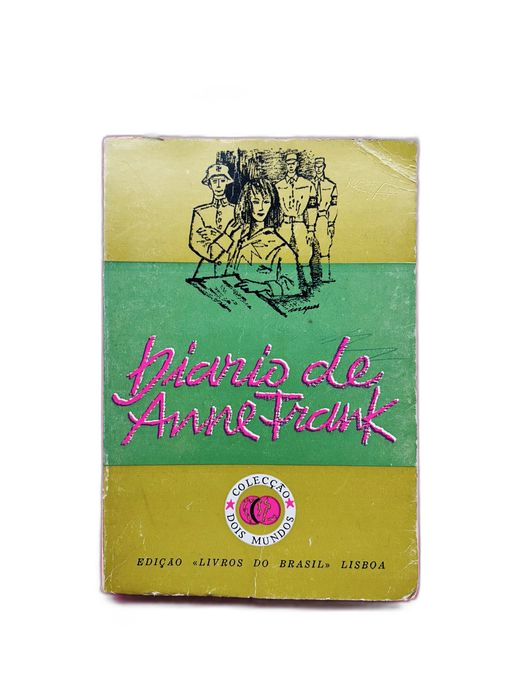 Diario de
Anne Frank
COLECÇÃO
DOIS MUNDOS
EDIÇÃO «LIVROS DO BRASIL» LISBOA